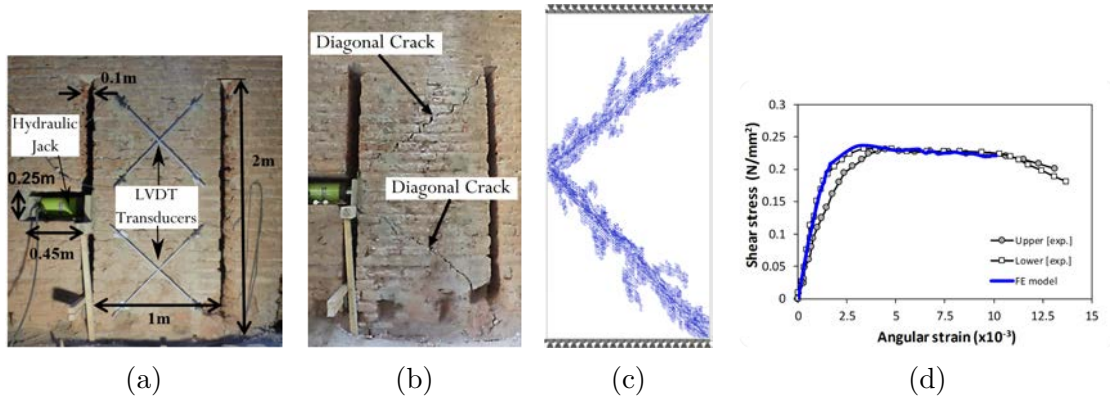 0.1m
Hydraulic
Jack
0.25m
0.45m
LVDT
Transducers
2m
1m
(a)
Diagonal Crack
Diagonal Crack
(b)
(c)
Shear stress (N/mm²)
0.3
0.25
0.2
0.15
0.1
0.05
0
0
2.5
5
7.5
10
12.5
15
Angular strain (x10⁻³)
Upper [exp.]
Lower [exp.]
FE model
(d)